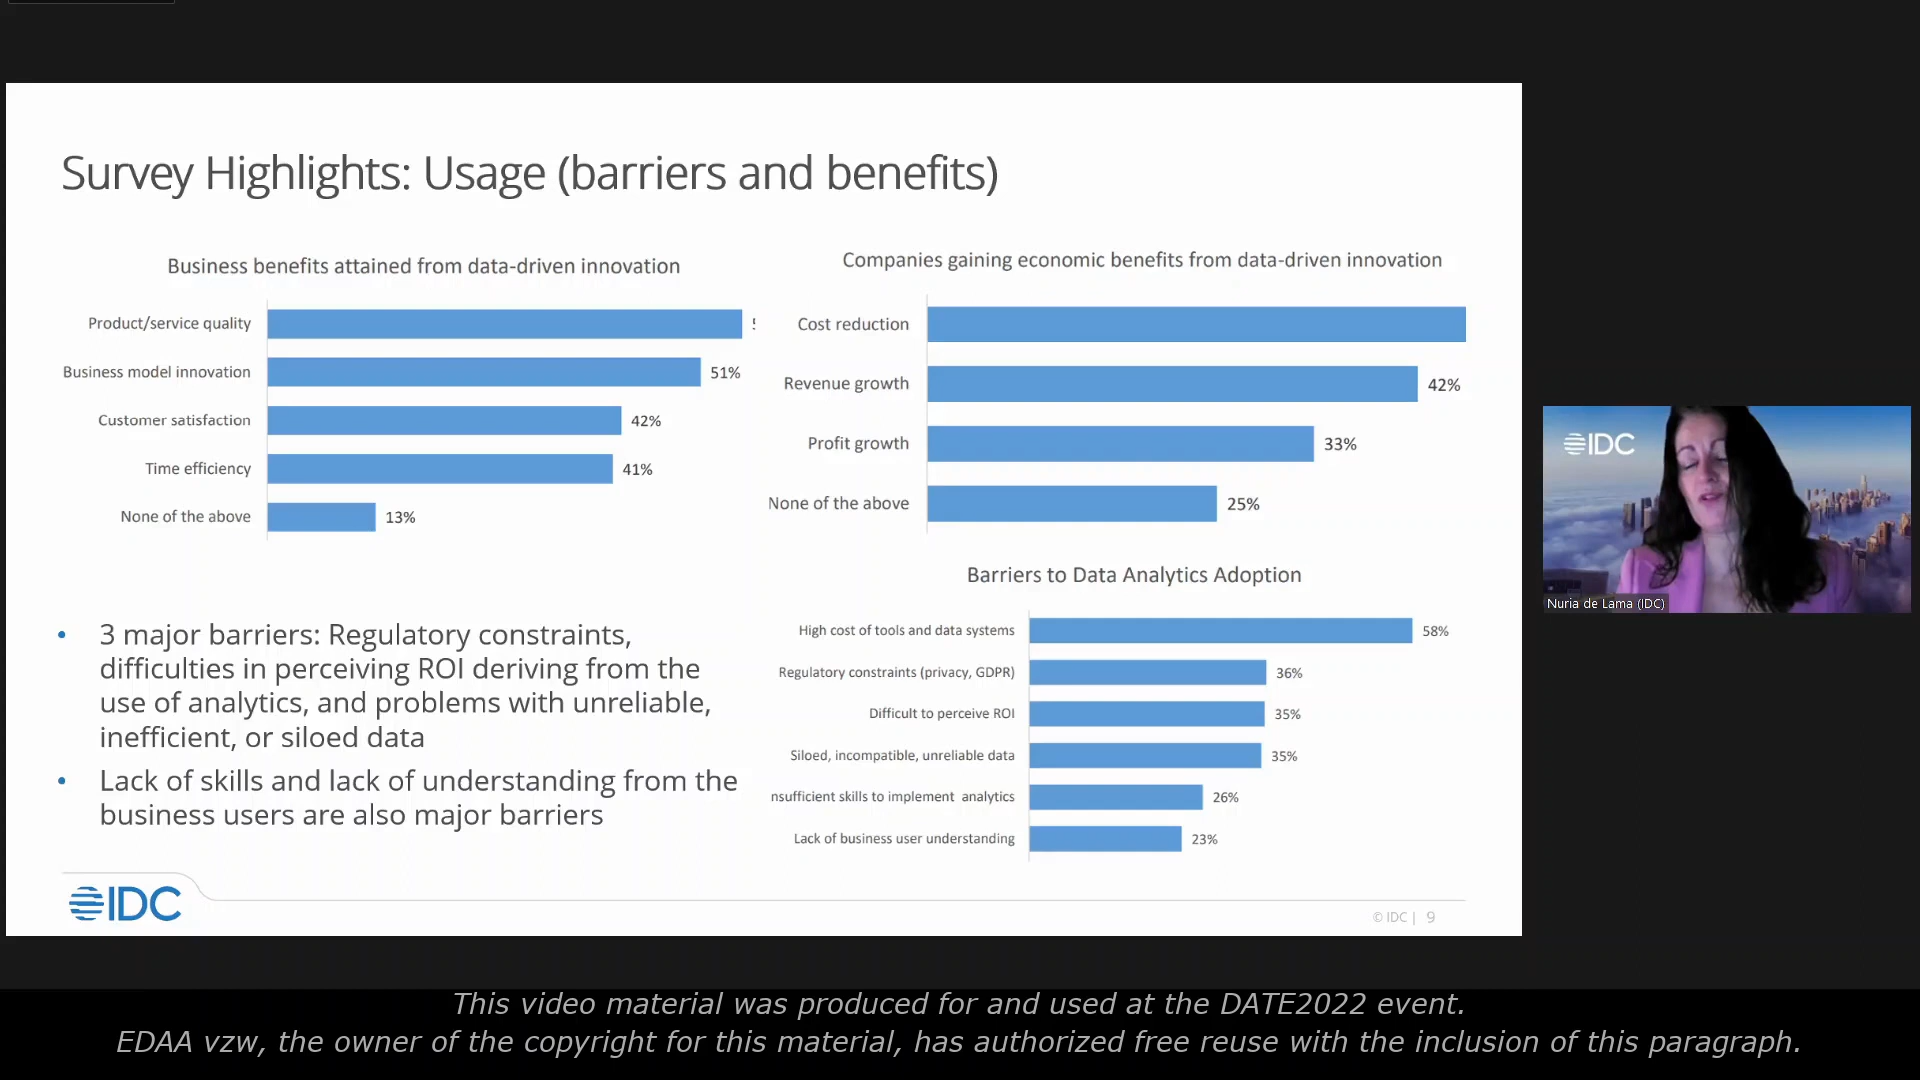 Survey Highlights: Usage (barriers and benefits)
Business benefits attained from data-driven innovation
Product/service quality
Business model innovation 51%
Customer satisfaction 42%
Time efficiency 41%
None of the above 13%
Companies gaining economic benefits from data-driven innovation
Cost reduction
Revenue growth 42%
Profit growth 33%
None of the above 25%
Barriers to Data Analytics Adoption
High cost of tools and data systems 58%
Regulatory constraints (privacy, GDPR) 36%
Difficult to perceive ROI 35%
Siloed, incompatible, unreliable data 35%
nsufficient skills to implement analytics 26%
Lack of business user understanding 23%
• 3 major barriers: Regulatory constraints,
difficulties in perceiving ROI deriving from the
use of analytics, and problems with unreliable,
inefficient, or siloed data
• Lack of skills and lack of understanding from the
business users are also major barriers
IDC
© IDC | 9
IDC
Nuria de Lama (IDC)
This video material was produced for and used at the DATE2022 event.
EDAA vzw, the owner of the copyright for this material, has authorized free reuse with the inclusion of this paragraph.